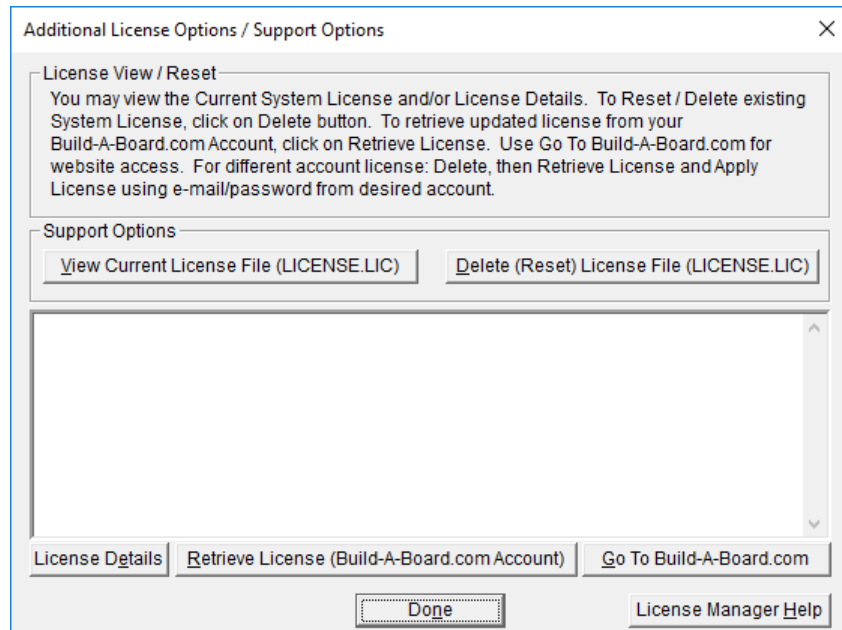 Additional License Options / Support Options
License View / Reset
You may view the Current System License and/or License Details. To Reset / Delete existing
System License, click on Delete button. To retrieve updated license from your
Build-A-Board.com Account, click on Retrieve License. Use Go To Build-A-Board.com for
website access. For different account license: Delete, then Retrieve License and Apply
License using e-mail/password from desired account.
Support Options
View Current License File (LICENSE.LIC)
Delete (Reset) License File (LICENSE.LIC)
License Details
Retrieve License (Build-A-Board.com Account)
Go To Build-A-Board.com
Done
License Manager Help